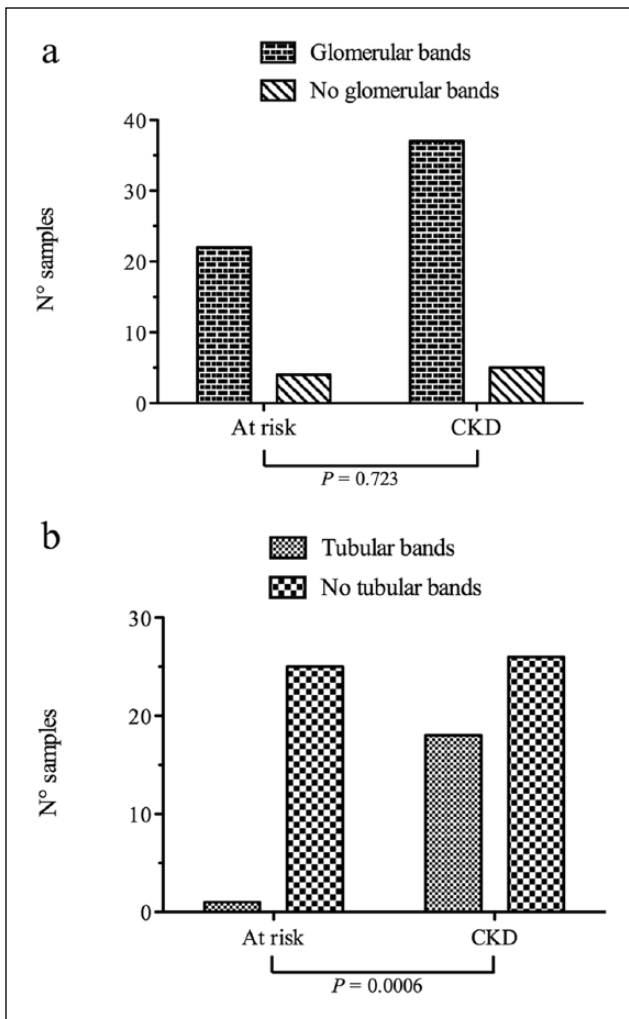 a
Glomerular bands
No glomerular bands
40
30
20
10
0
N° samples
At risk CKD
P = 0.723
b
Tubular bands
No tubular bands
30
20
10
0
N° samples
At risk CKD
P = 0.0006